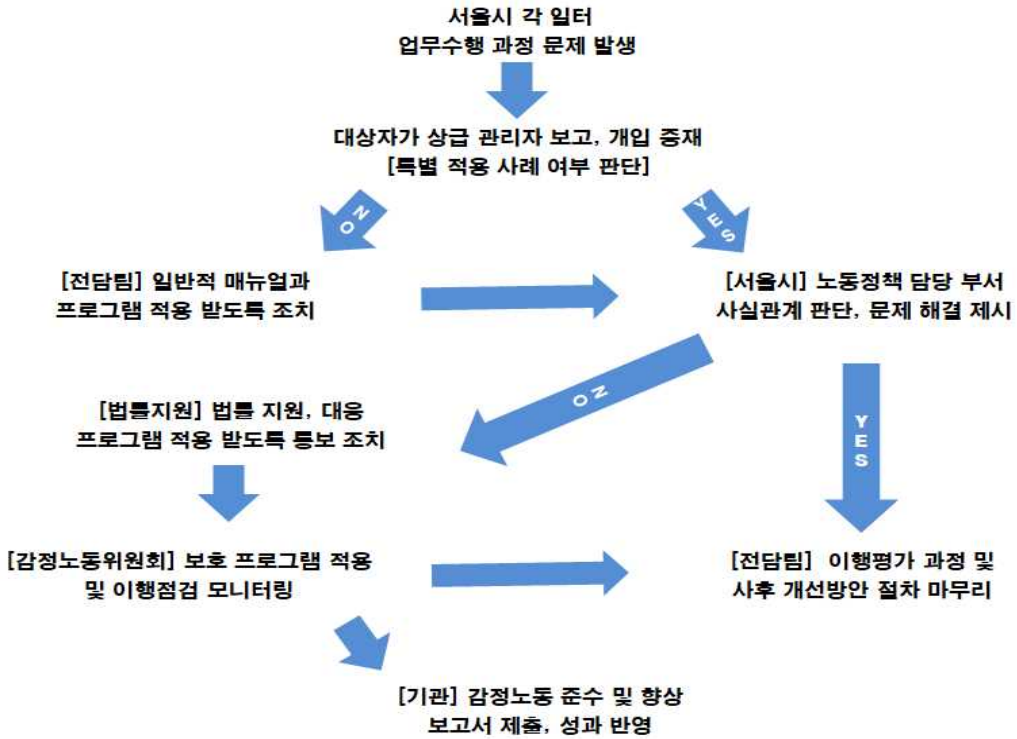 서울시 각 일터
업무수행 과정 문제 발생
대상자가 상급 관리자 보고, 개입 중재
[특별 적용 사례 여부 판단]
NO
YES
[전담팀] 일반적 매뉴얼과
프로그램 적용 받도록 조치
[서울시] 노동정책 담당 부서
사실관계 판단, 문제 해결 제시
NO
YES
[법률지원] 법률 지원, 대응
프로그램 적용 받도록 통보 조치
[감정노동위원회] 보호 프로그램 적용
및 이행점검 모니터링
[전담팀] 이행평가 과정 및
사후 개선방안 절차 마무리
[기관] 감정노동 준수 및 향상
보고서 제출, 성과 반영